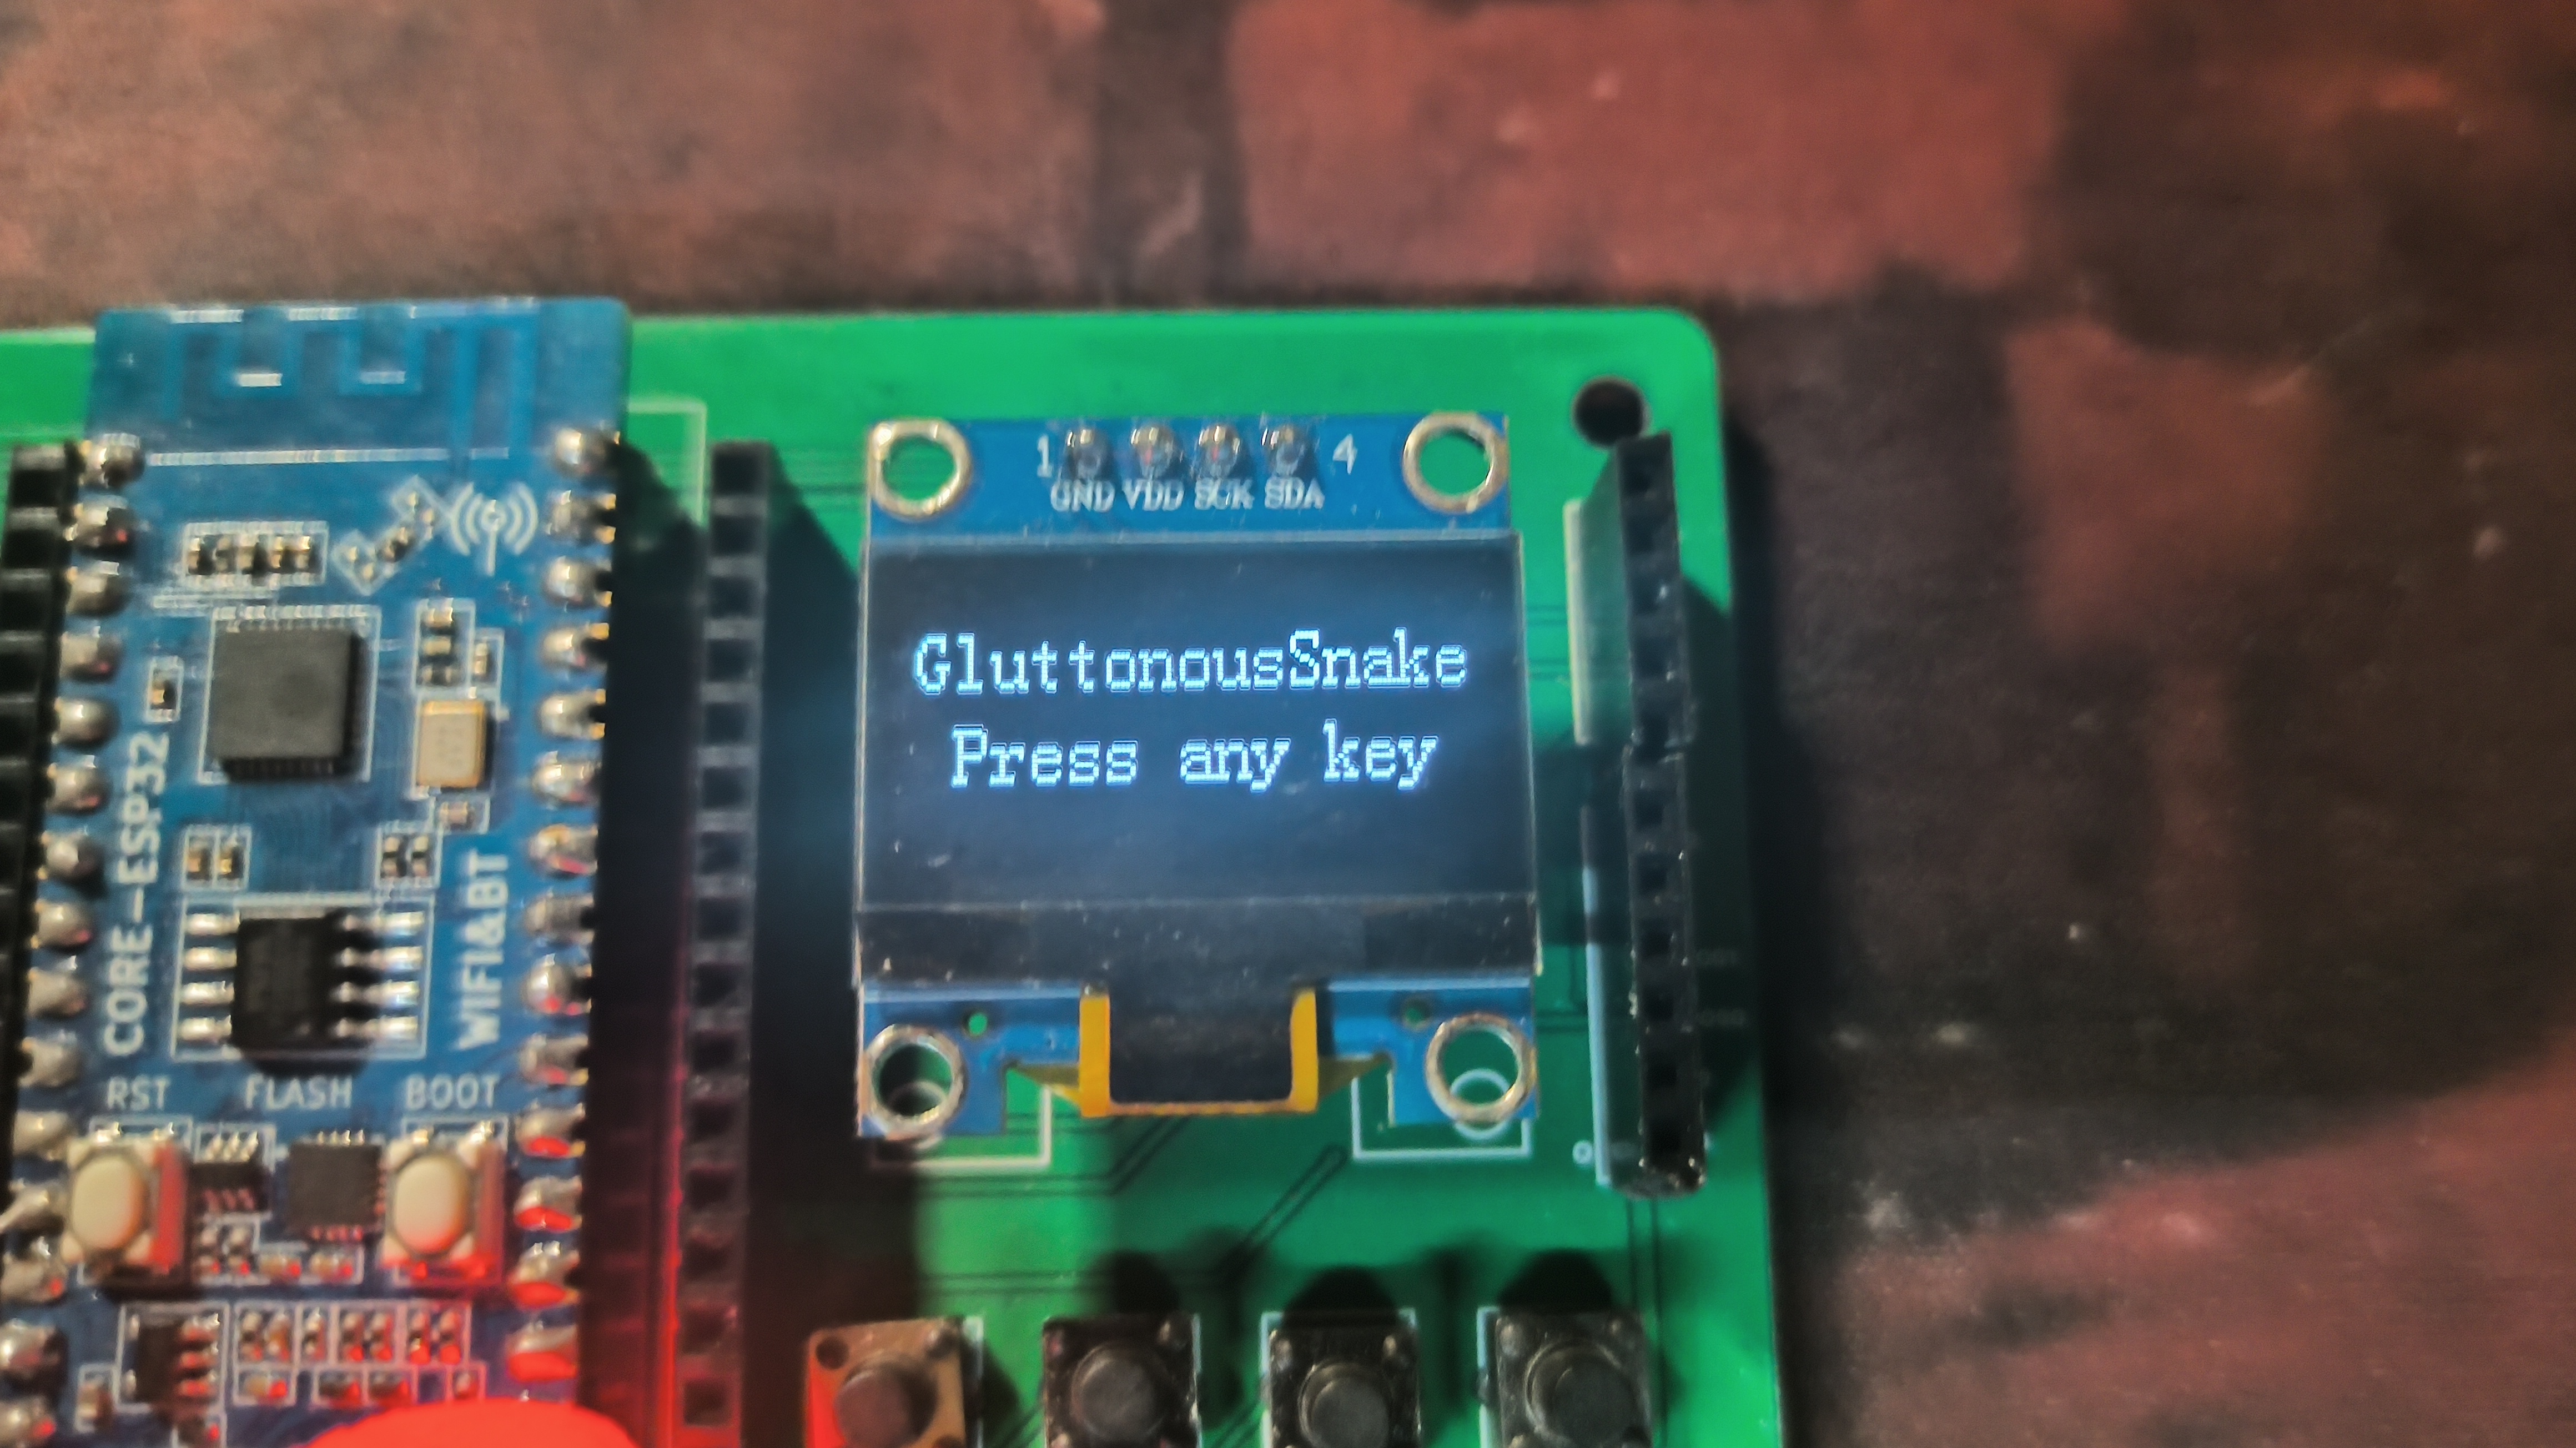 1 4
GND VDD SCK SDA
GluttonousSnake
Press any key
CORE-ESP32
WIFI&BT
RST FLASH BOOT